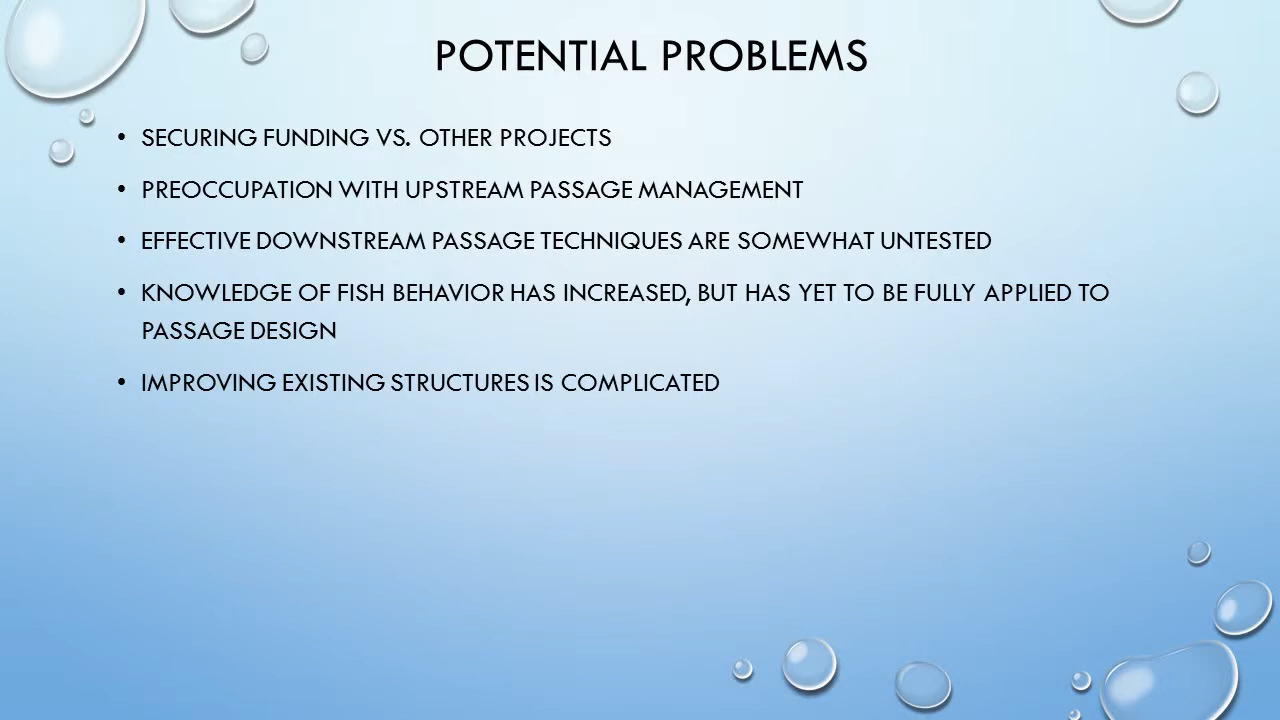 POTENTIAL PROBLEMS
• SECURING FUNDING VS. OTHER PROJECTS
• PREOCCUPATION WITH UPSTREAM PASSAGE MANAGEMENT
• EFFECTIVE DOWNSTREAM PASSAGE TECHNIQUES ARE SOMEWHAT UNTESTED
• KNOWLEDGE OF FISH BEHAVIOR HAS INCREASED, BUT HAS YET TO BE FULLY APPLIED TO
PASSAGE DESIGN
• IMPROVING EXISTING STRUCTURES IS COMPLICATED